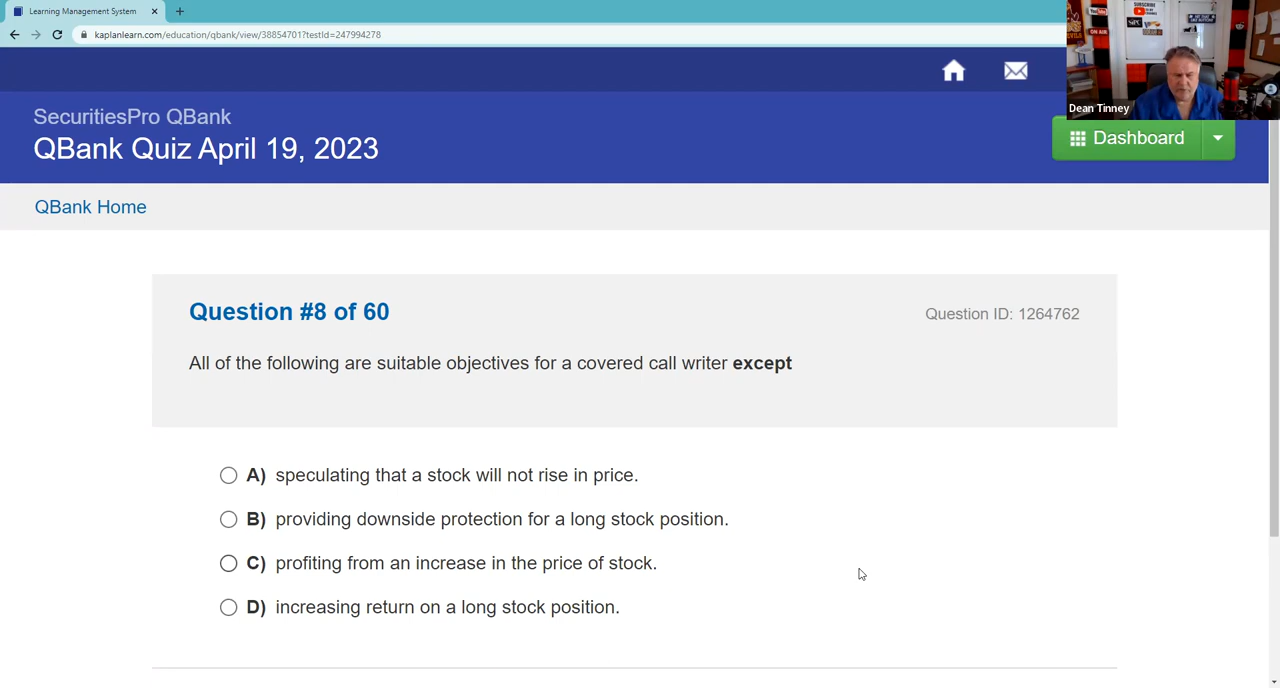 Learning Management System
kaplanlearn.com/education/qbank/view/38854701?testId=247994278
SUBSCRIBE
ON AIR
Dean Tinney
SecuritiesPro QBank
QBank Quiz April 19, 2023
Dashboard
QBank Home
Question #8 of 60
Question ID: 1264762
All of the following are suitable objectives for a covered call writer except
A) speculating that a stock will not rise in price.
B) providing downside protection for a long stock position.
C) profiting from an increase in the price of stock.
D) increasing return on a long stock position.